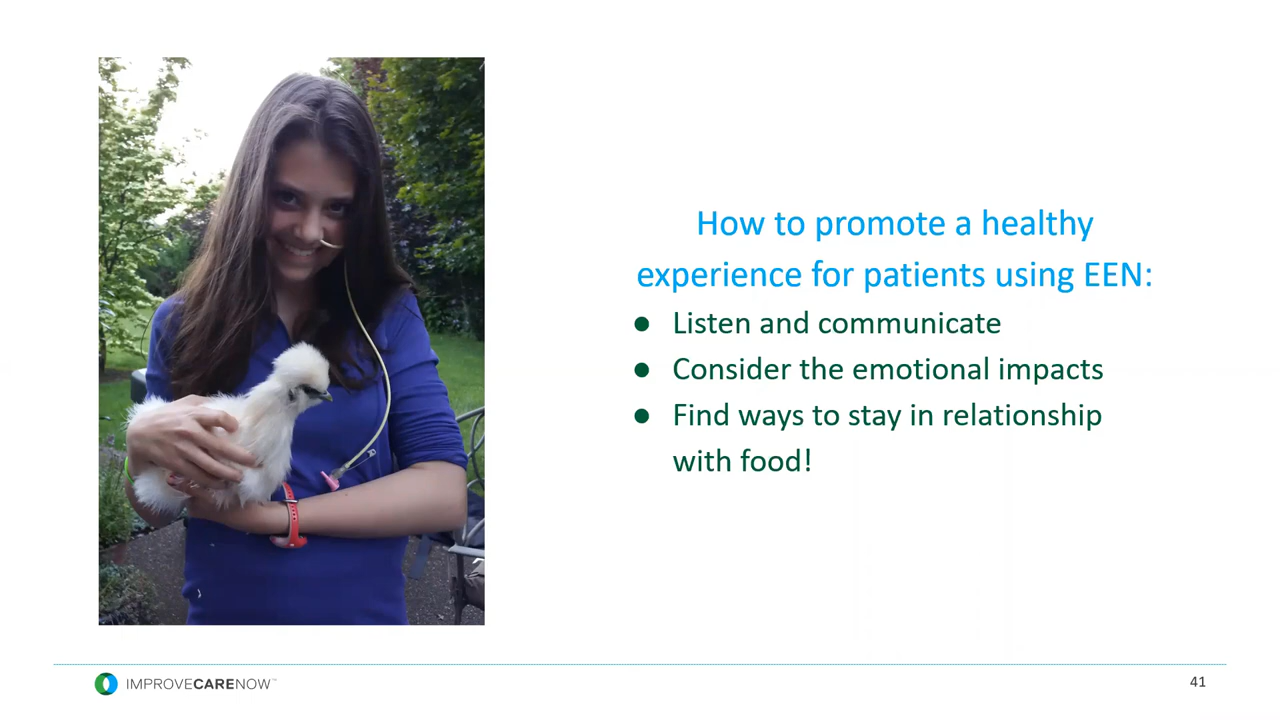 How to promote a healthy
experience for patients using EEN:
● Listen and communicate
● Consider the emotional impacts
● Find ways to stay in relationship
with food!
IMPROVECARENOW™
41